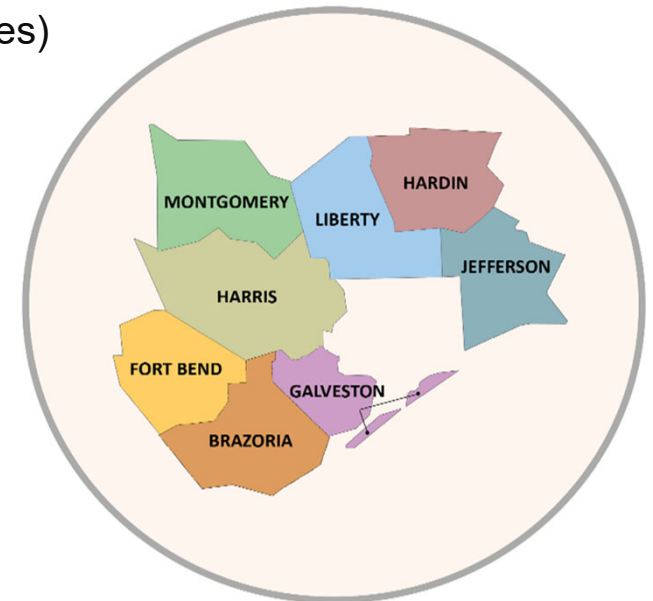 es)
HARDIN
MONTGOMERY
LIBERTY
JEFFERSON
HARRIS
FORT BEND
GALVESTON
BRAZORIA